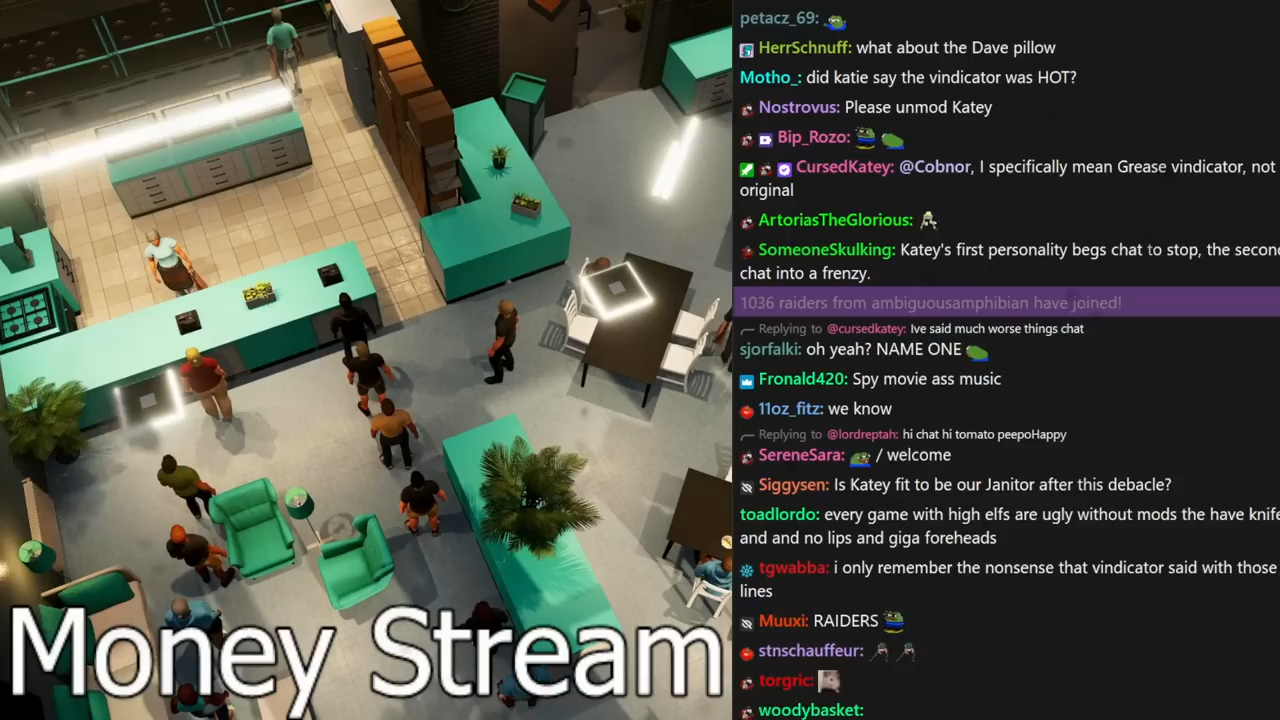 petacz_69:
HerrSchnuff: what about the Dave pillow
Motho_: did katie say the vindicator was HOT?
Nostrovus: Please unmod Katey
Bip_Rozo:
CursedKatey: @Cobnor, I specifically mean Grease vindicator, not
original
ArtoriasTheGlorious:
SomeoneSkulking: Katey's first personality begs chat to stop, the second
chat into a frenzy.
1036 raiders from ambiguousamphibian have joined!
Replying to @cursedkatey: Ive said much worse things chat
sjorfalki: oh yeah? NAME ONE
Fronald420: Spy movie ass music
11oz_fitz: we know
Replying to @lordreptah: hi chat hi tomato peepoHappy
SereneSara: / welcome
Siggysen: Is Katey fit to be our Janitor after this debacle?
toadlordo: every game with high elfs are ugly without mods the have knife
and and no lips and giga foreheads
tgwabba: i only remember the nonsense that vindicator said with those
lines
Muuxi: RAIDERS
stnschauffeur:
torgric:
woodybasket:
Money Stream